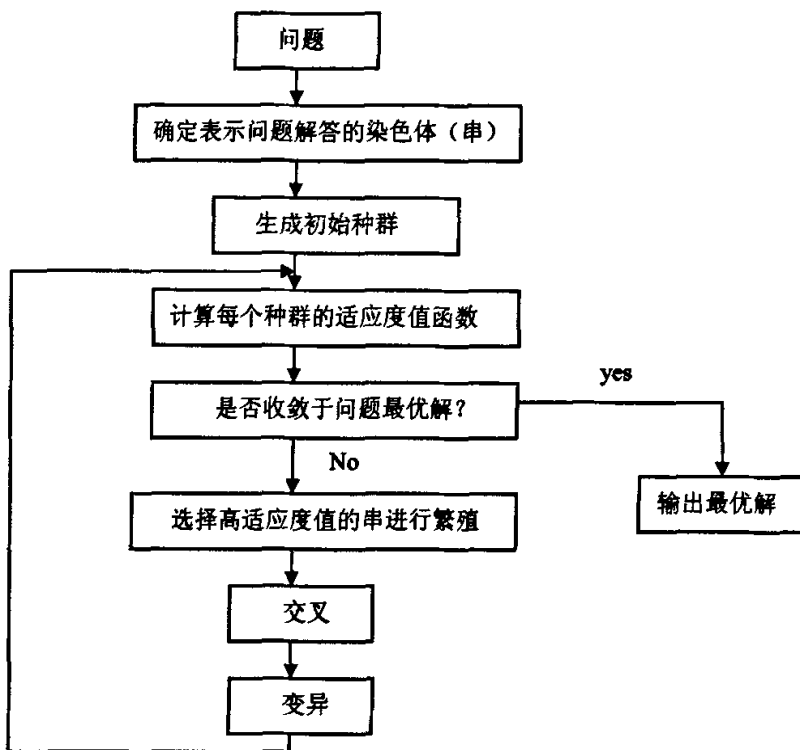 问题
确定表示问题解答的染色体（串）
生成初始种群
计算每个种群的适应度值函数
是否收敛于问题最优解?
yes
No
选择高适应度值的串进行繁殖
输出最优解
交叉
变异